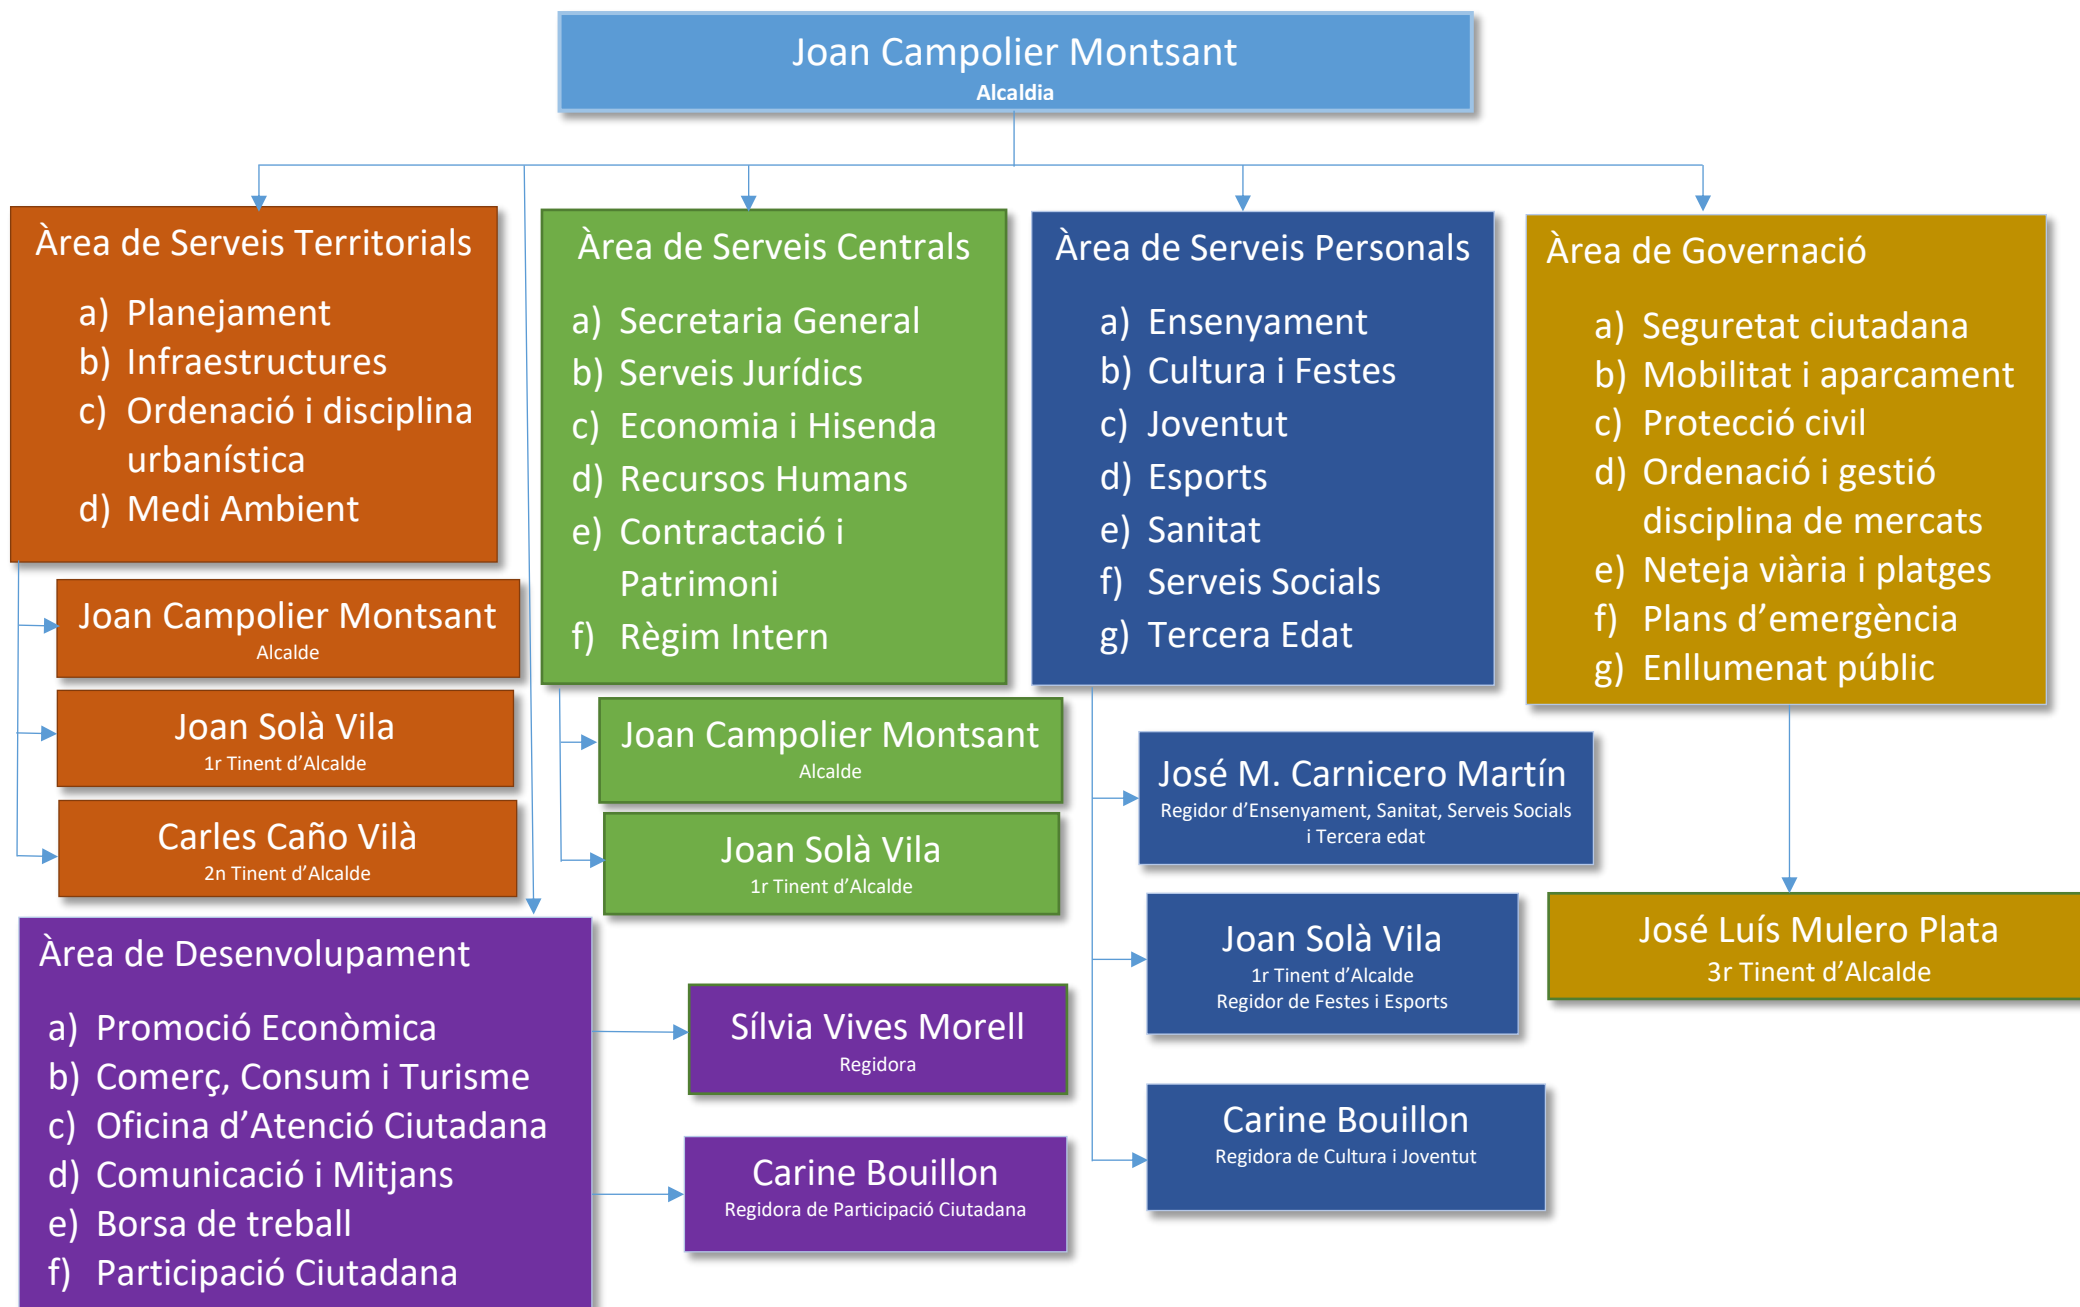 Joan Campolier Montsant
Alcaldia
Àrea de Serveis Territorials
a) Planejament
b) Infraestructures
c) Ordenació i disciplina
urbanística
d) Medi Ambient
Joan Campolier Montsant
Alcalde
Joan Solà Vila
1r Tinent d’Alcalde
Carles Caño Vilà
2n Tinent d’Alcalde
Àrea de Serveis Centrals
a) Secretaria General
b) Serveis Jurídics
c) Economia i Hisenda
d) Recursos Humans
e) Contractació i
Patrimoni
f) Règim Intern
Joan Campolier Montsant
Alcalde
Joan Solà Vila
1r Tinent d’Alcalde
Àrea de Serveis Personals
a) Ensenyament
b) Cultura i Festes
c) Joventut
d) Esports
e) Sanitat
f) Serveis Socials
g) Tercera Edat
José M. Carnicero Martín
Regidor d’Ensenyament, Sanitat, Serveis Socials
i Tercera edat
Joan Solà Vila
1r Tinent d’Alcalde
Regidor de Festes i Esports
Carine Bouillon
Regidora de Cultura i Joventut
Àrea de Governació
a) Seguretat ciutadana
b) Mobilitat i aparcament
c) Protecció civil
d) Ordenació i gestió
disciplina de mercats
e) Neteja viària i platges
f) Plans d’emergència
g) Enllumenat públic
José Luís Mulero Plata
3r Tinent d’Alcalde
Àrea de Desenvolupament
a) Promoció Econòmica
b) Comerç, Consum i Turisme
c) Oficina d’Atenció Ciutadana
d) Comunicació i Mitjans
e) Borsa de treball
f) Participació Ciutadana
Sílvia Vives Morell
Regidora
Carine Bouillon
Regidora de Participació Ciutadana